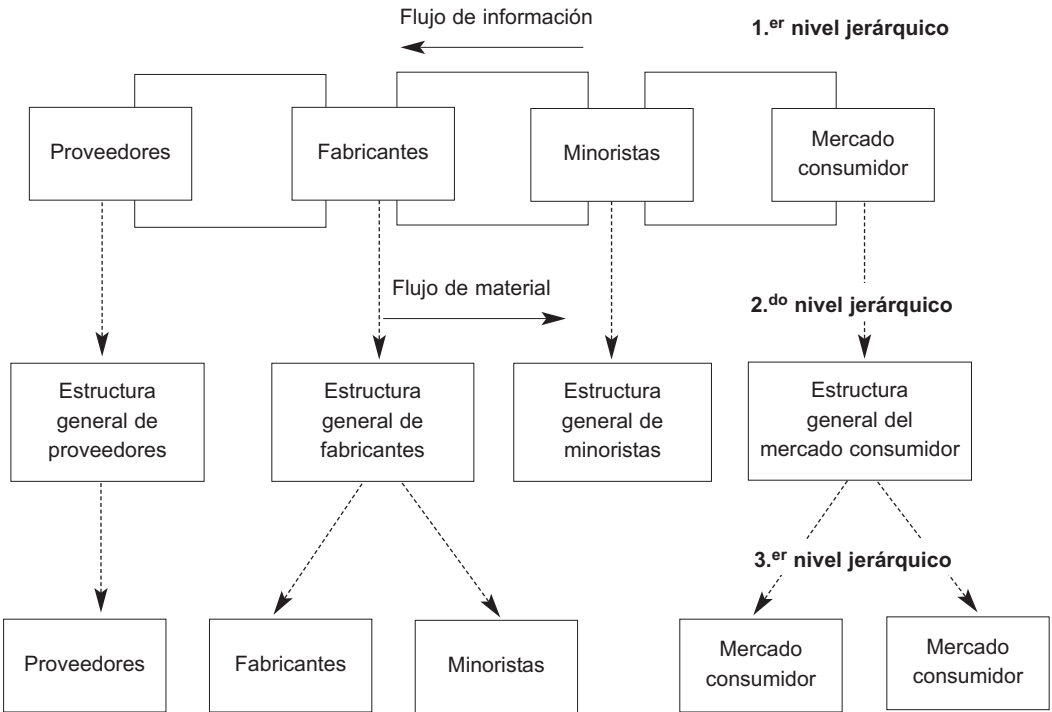 Flujo de información
1.er nivel jerárquico
Proveedores
Fabricantes
Minoristas
Mercado
consumidor
Flujo de material
2.do nivel jerárquico
Estructura
general de
proveedores
Estructura
general de
fabricantes
Estructura
general de
minoristas
Estructura
general del
mercado consumidor
3.er nivel jerárquico
Proveedores
Fabricantes
Minoristas
Mercado
consumidor
Mercado
consumidor